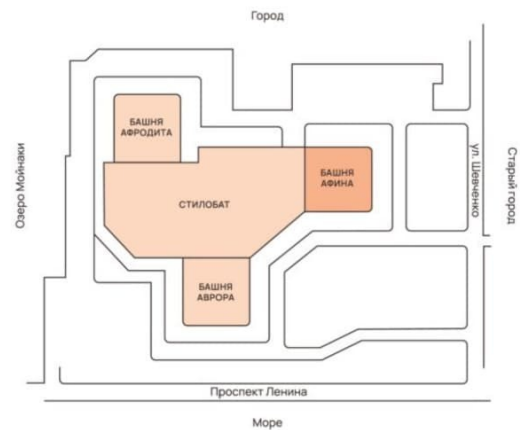 Город
БАШНЯ
АФРОДИТА
Озеро Мойнаки
БАШНЯ
АФИНА
ул. Шевченко
Старый город
СТИЛОБАТ
БАШНЯ
АВРОРА
Проспект Ленина
Море